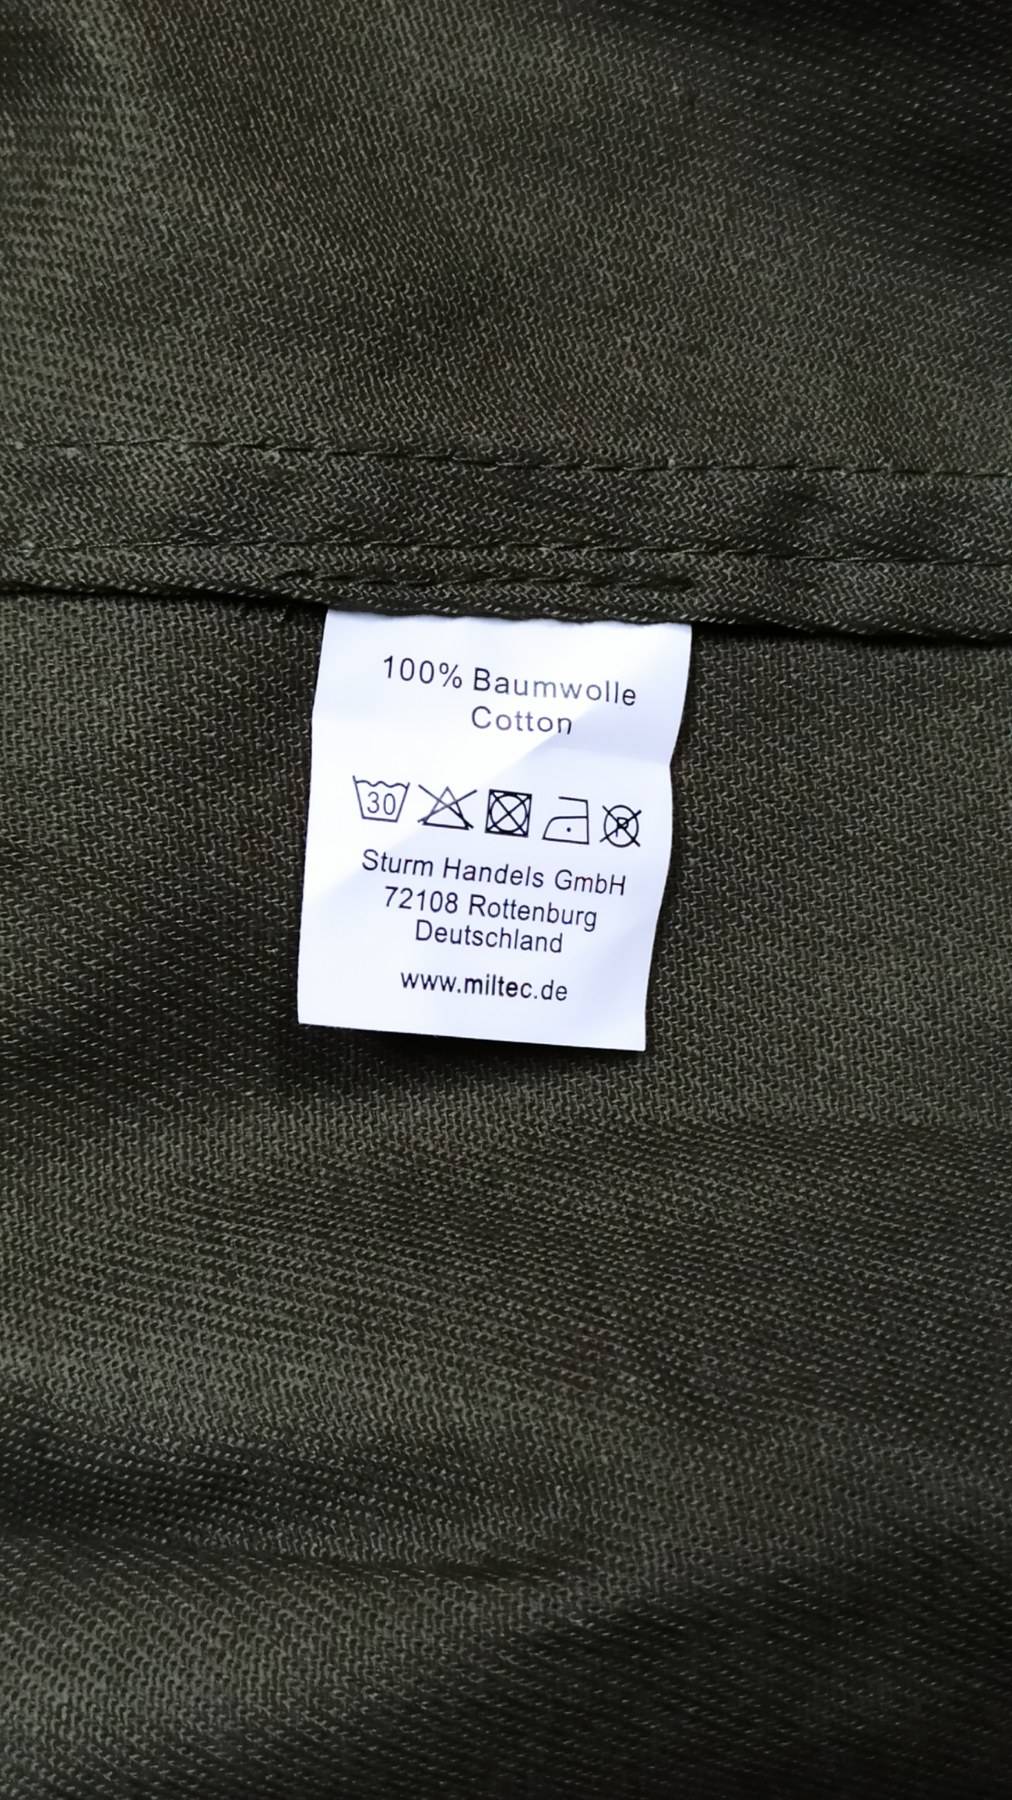 100% Baumwolle
Cotton
30
Sturm Handels GmbH
72108 Rottenburg
Deutschland
www.miltec.de